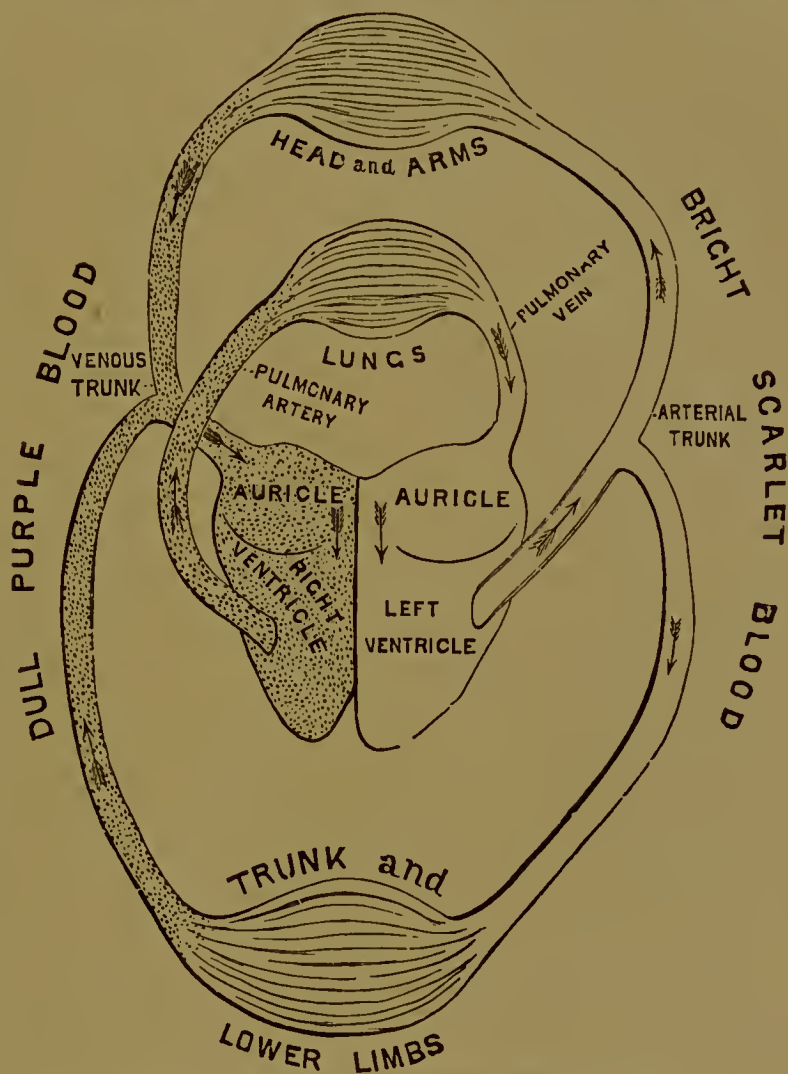 HEAD and ARMS
BRIGHT
SCARLET
BLOOD
PULMONARY
VEIN
LUNGS
DULL PURPLE BLOOD
VENOUS
TRUNK
PULMONARY
ARTERY
ARTERIAL
TRUNK
AURICLE
AURICLE
RIGHT
VENTRICLE
LEFT
VENTRICLE
TRUNK and
LOWER LIMBS